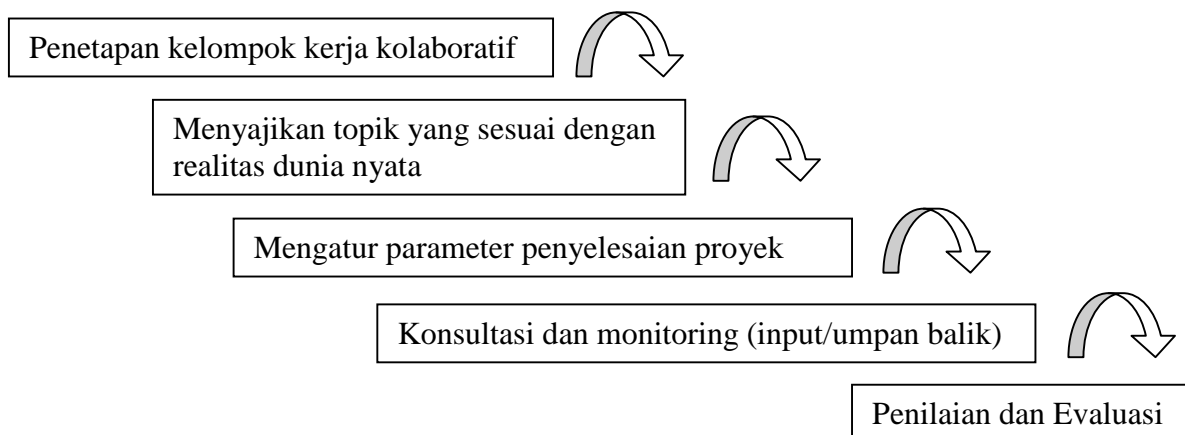 Penetapan kelompok kerja kolaboratif
Menyajikan topik yang sesuai dengan
realitas dunia nyata
Mengatur parameter penyelesaian proyek
Konsultasi dan monitoring (input/umpan balik)
Penilaian dan Evaluasi